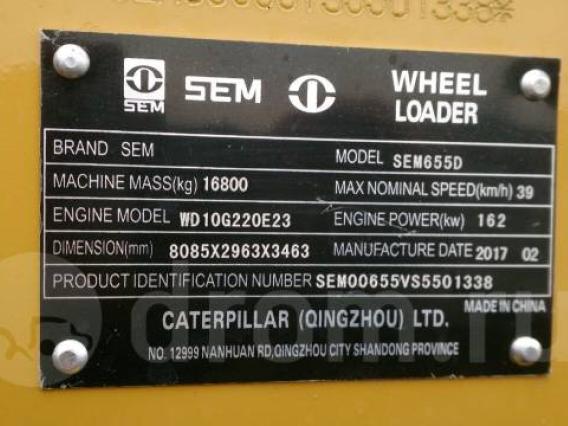 SEM SEM WHEEL
LOADER
BRAND SEM MODEL SEM655D
MACHINE MASS(kg) 16800 MAX NOMINAL SPEED(km/h) 39
ENGINE MODEL WD10G220E23 ENGINE POWER(kw) 162
DIMENSION(mm) 8085X2963X3463 MANUFACTURE DATE 2017 02
PRODUCT IDENTIFICATION NUMBER SEM00655VS5501338
MADE IN CHINA
CATERPILLAR (QINGZHOU) LTD.
NO. 12999 NANHUAN RD,QINGZHOU CITY SHANDONG PROVINCE
drom.ru